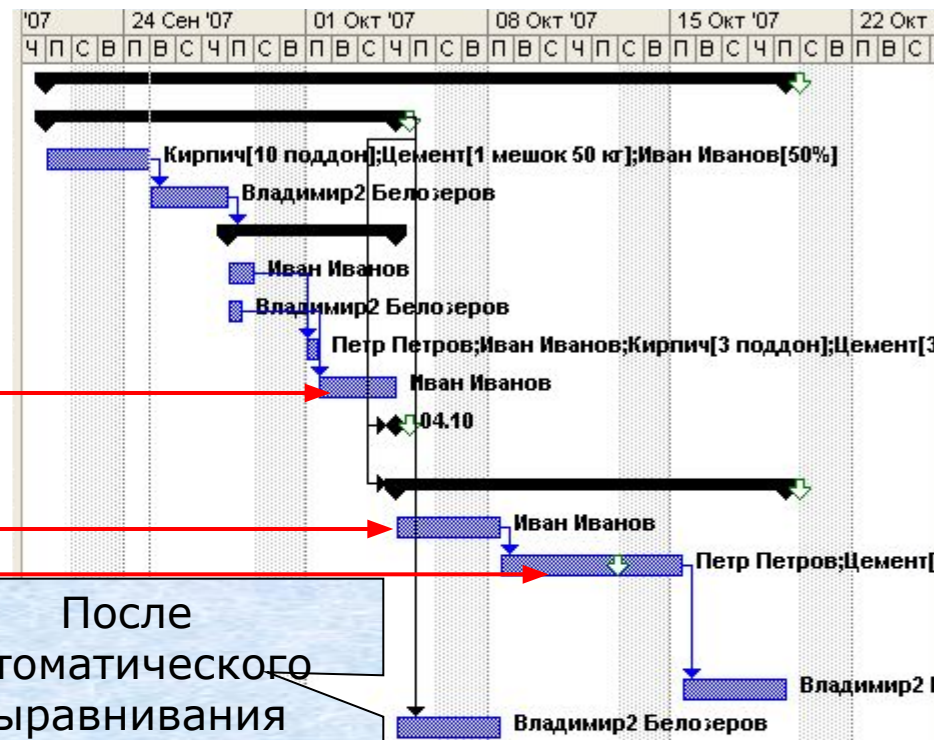 '07 24 Сен '07 01 Окт '07 08 Окт '07 15 Окт '07 22 Окт
Ч П С В П В С Ч П С В П В С Ч П С В П В С Ч П С В П В С Ч П С В П В С
Кирпич[10 поддон];Цемент[1 мешок 50 кг];Иван Иванов[50%]
Владимир2 Белозеров
Иван Иванов
Владимир2 Белозеров
Петр Петров;Иван Иванов;Кирпич[3 поддон];Цемент[3
Иван Иванов
04.10
Иван Иванов
Петр Петров;Цемент[
После
томатического
ыравнивания
Владимир2
Владимир2 Белозеров